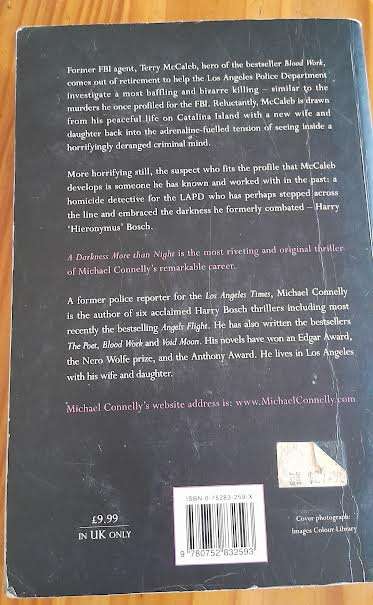 Former FBI agent, Terry McCaleb, hero of the bestseller Blood Work,
comes out of retirement to help the Los Angeles Police Department
investigate a most baffling and bizarre killing – similar to the
murders he once profiled for the FBI. Reluctantly, McCaleb is drawn
from his peaceful life on Catalina Island with a new wife and
daughter back into the adrenaline-fuelled tension of seeing inside a
horrifyingly deranged criminal mind.
More horrifying still, the suspect who fits the profile that McCaleb
develops is someone he has known and worked with in the past: a
homicide detective for the LAPD who has perhaps stepped across
the line and embraced the darkness he formerly combated – Harry
‘Hieronymus’ Bosch.
A Darkness More than Night is the most riveting and original thriller
of Michael Connelly’s remarkable career.
A former police reporter for the Los Angeles Times, Michael Connelly
is the author of six acclaimed Harry Bosch thrillers including most
recently the bestselling Angels Flight. He has also written the bestsellers
The Poet, Blood Work and Void Moon. His novels have won an Edgar Award,
the Nero Wolfe prize, and the Anthony Award. He lives in Los Angeles
with his wife and daughter.
Michael Connelly’s website address is: www.MichaelConnelly.com
ISBN 0-75283-259-X
£9.99
IN UK ONLY
9 780752 832593
Cover photograph:
Images Colour Library